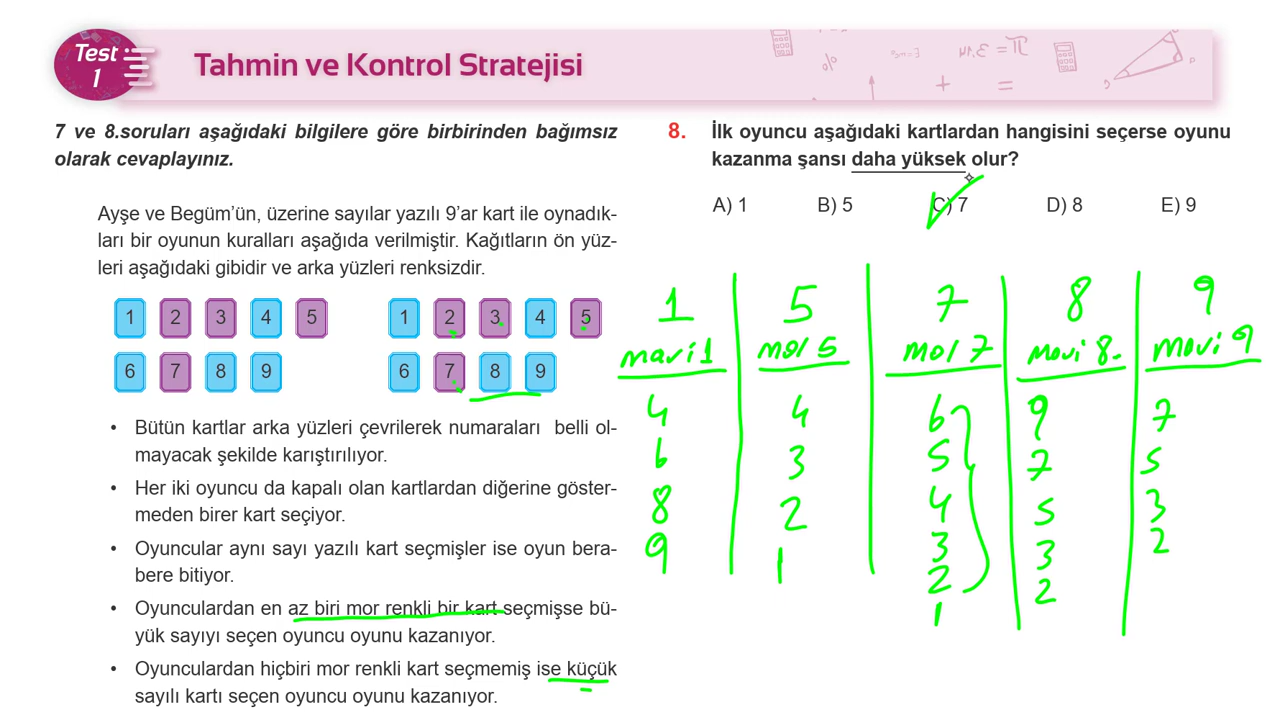 Test
1
Tahmin ve Kontrol Stratejisi
7 ve 8.soruları aşağıdaki bilgilere göre birbirinden bağımsız
olarak cevaplayınız.
Ayşe ve Begüm’ün, üzerine sayılar yazılı 9’ar kart ile oynadık-
ları bir oyunun kuralları aşağıda verilmiştir. Kağıtların ön yüz-
leri aşağıdaki gibidir ve arka yüzleri renksizdir.
1 2 3 4 5
6 7 8 9
1 2 3 4 5
6 7 8 9
• Bütün kartlar arka yüzleri çevrilerek numaraları belli ol-
mayacak şekilde karıştırılıyor.
• Her iki oyuncu da kapalı olan kartlardan diğerine göster-
meden birer kart seçiyor.
• Oyuncular aynı sayı yazılı kart seçmişler ise oyun bera-
bere bitiyor.
• Oyunculardan en az biri mor renkli bir kart seçmişse bü-
yük sayıyı seçen oyuncu oyunu kazanıyor.
• Oyunculardan hiçbiri mor renkli kart seçmemiş ise küçük
sayılı kartı seçen oyuncu oyunu kazanıyor.
8. İlk oyuncu aşağıdaki kartlardan hangisini seçerse oyunu
kazanma şansı daha yüksek olur?
A) 1 B) 5 C) 7 D) 8 E) 9
1 5 7 8 9
mavi 1 mol 5 mol 7 mavi 8 mavi 9
4 4 6 9 7
6 3 5 7 5
8 2 4 5 3
9 1 3 3 2
2 2
1